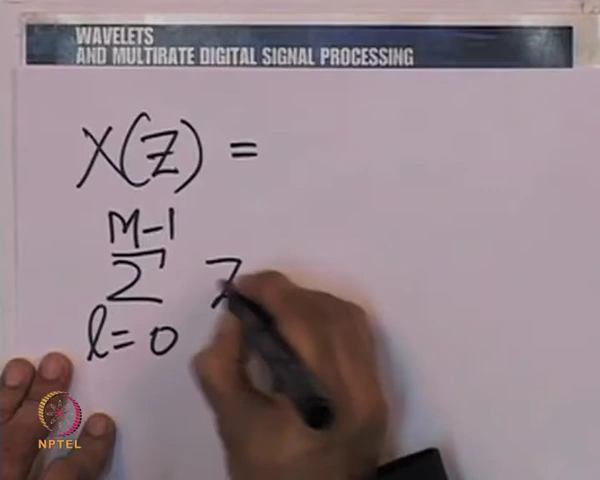 WAVELETS
AND MULTIRATE DIGITAL SIGNAL PROCESSING
X(Z) =
M-1
Σ Z
l=0
NPTEL